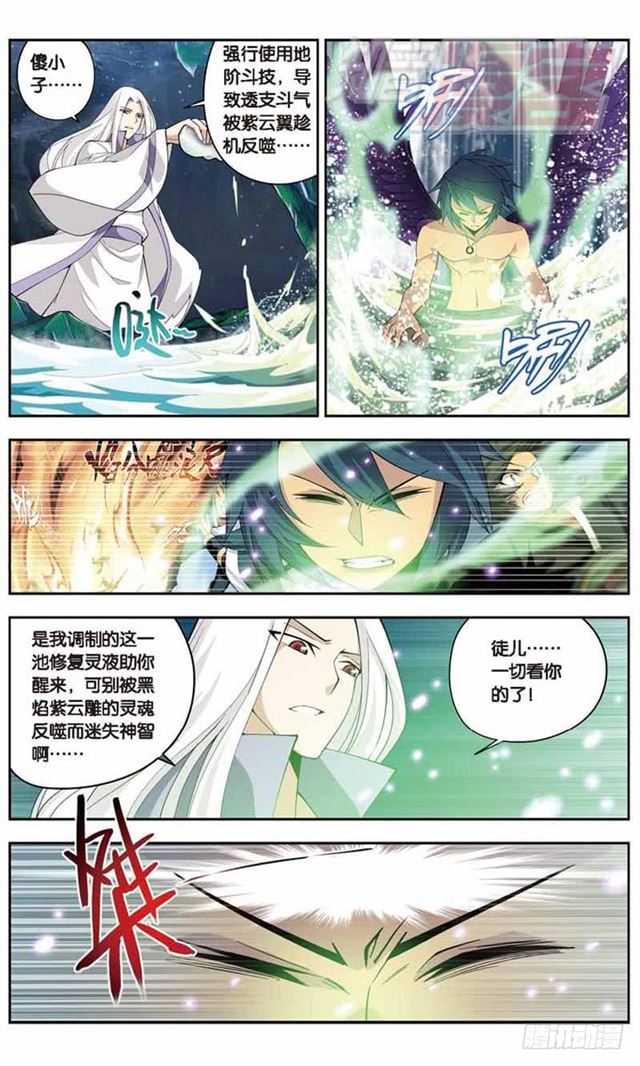 傻小
子……
强行使用地
阶斗技，导
致透支斗气
被紫云翼趁
机反噬……
哒~
唰
唰
是我调制的这一
池修复灵液助你
醒来，可别被黑
焰紫云雕的灵魂
反噬而迷失神智
啊……
徒儿……
一切看你
的了！
腾讯动漫